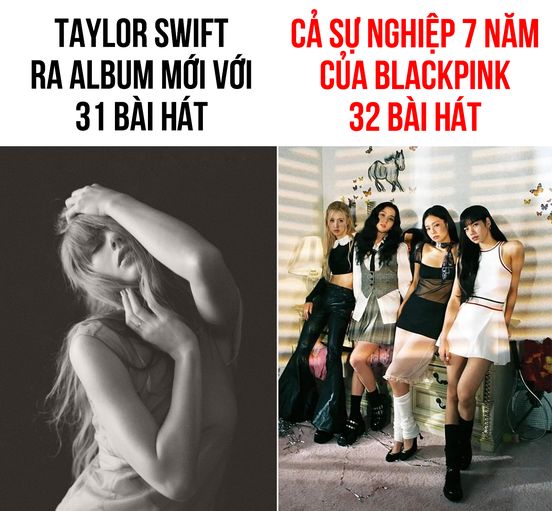 TAYLOR SWIFT
RA ALBUM MỚI VỚI
31 BÀI HÁT
CẢ SỰ NGHIỆP 7 NĂM
CỦA BLACKPINK
32 BÀI HÁT